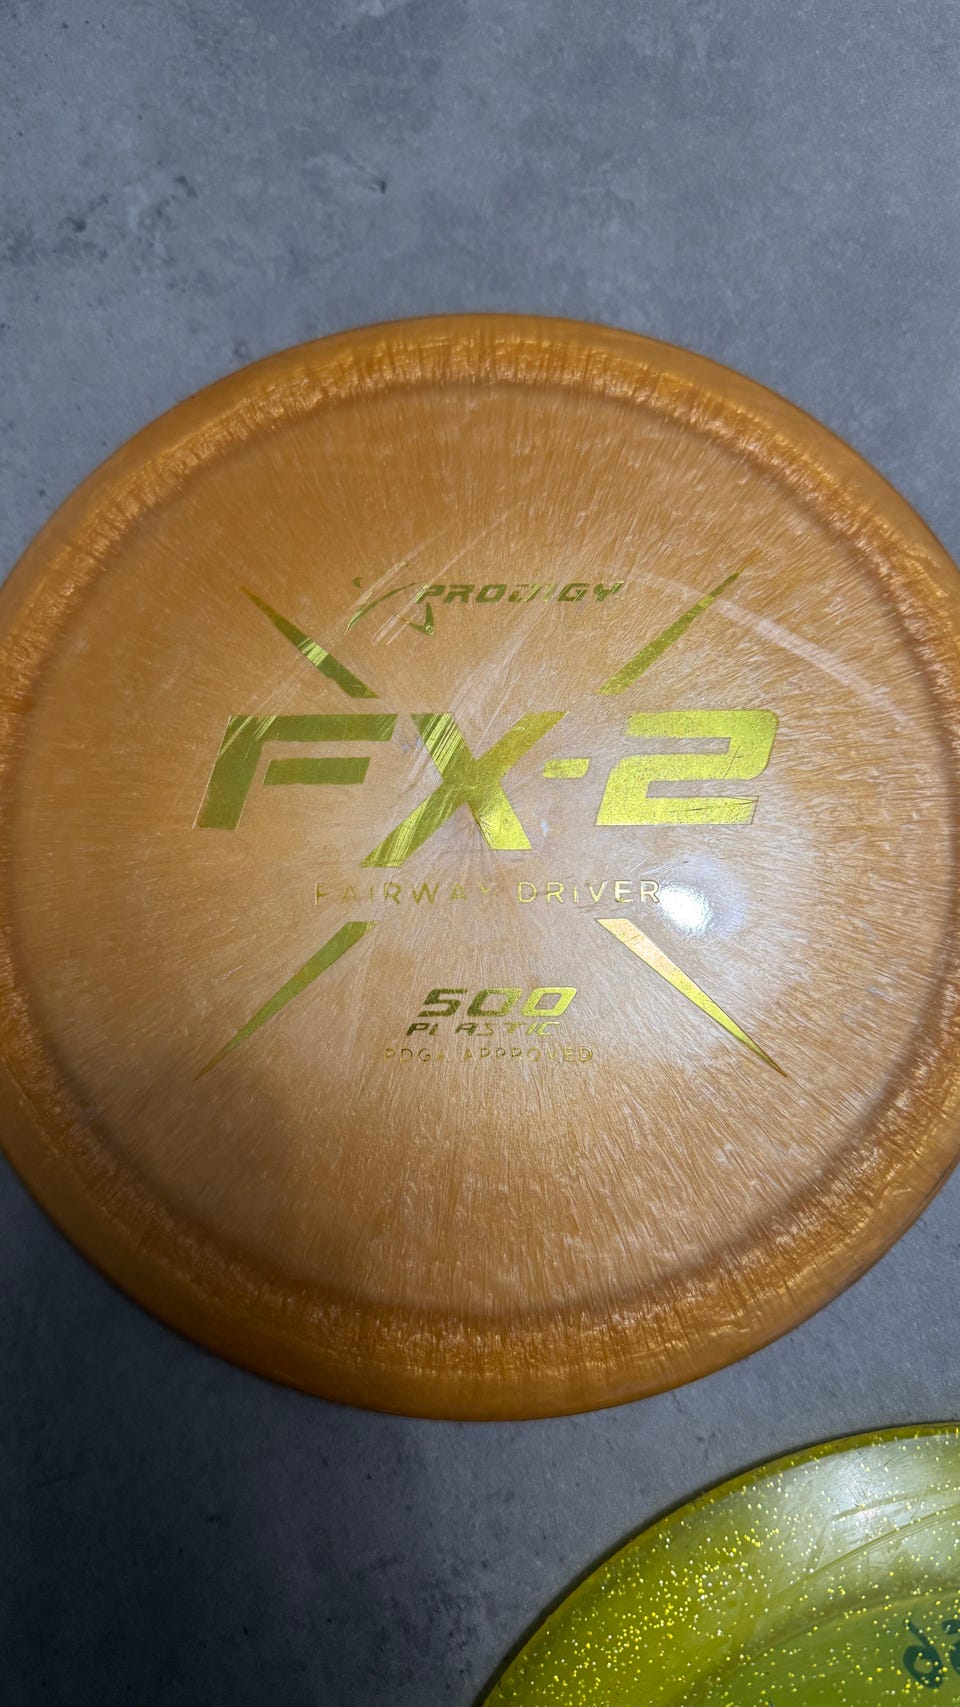 PRODIGY
FX-2
FAIRWAY DRIVER
500
PLASTIC
PDGA APPROVED